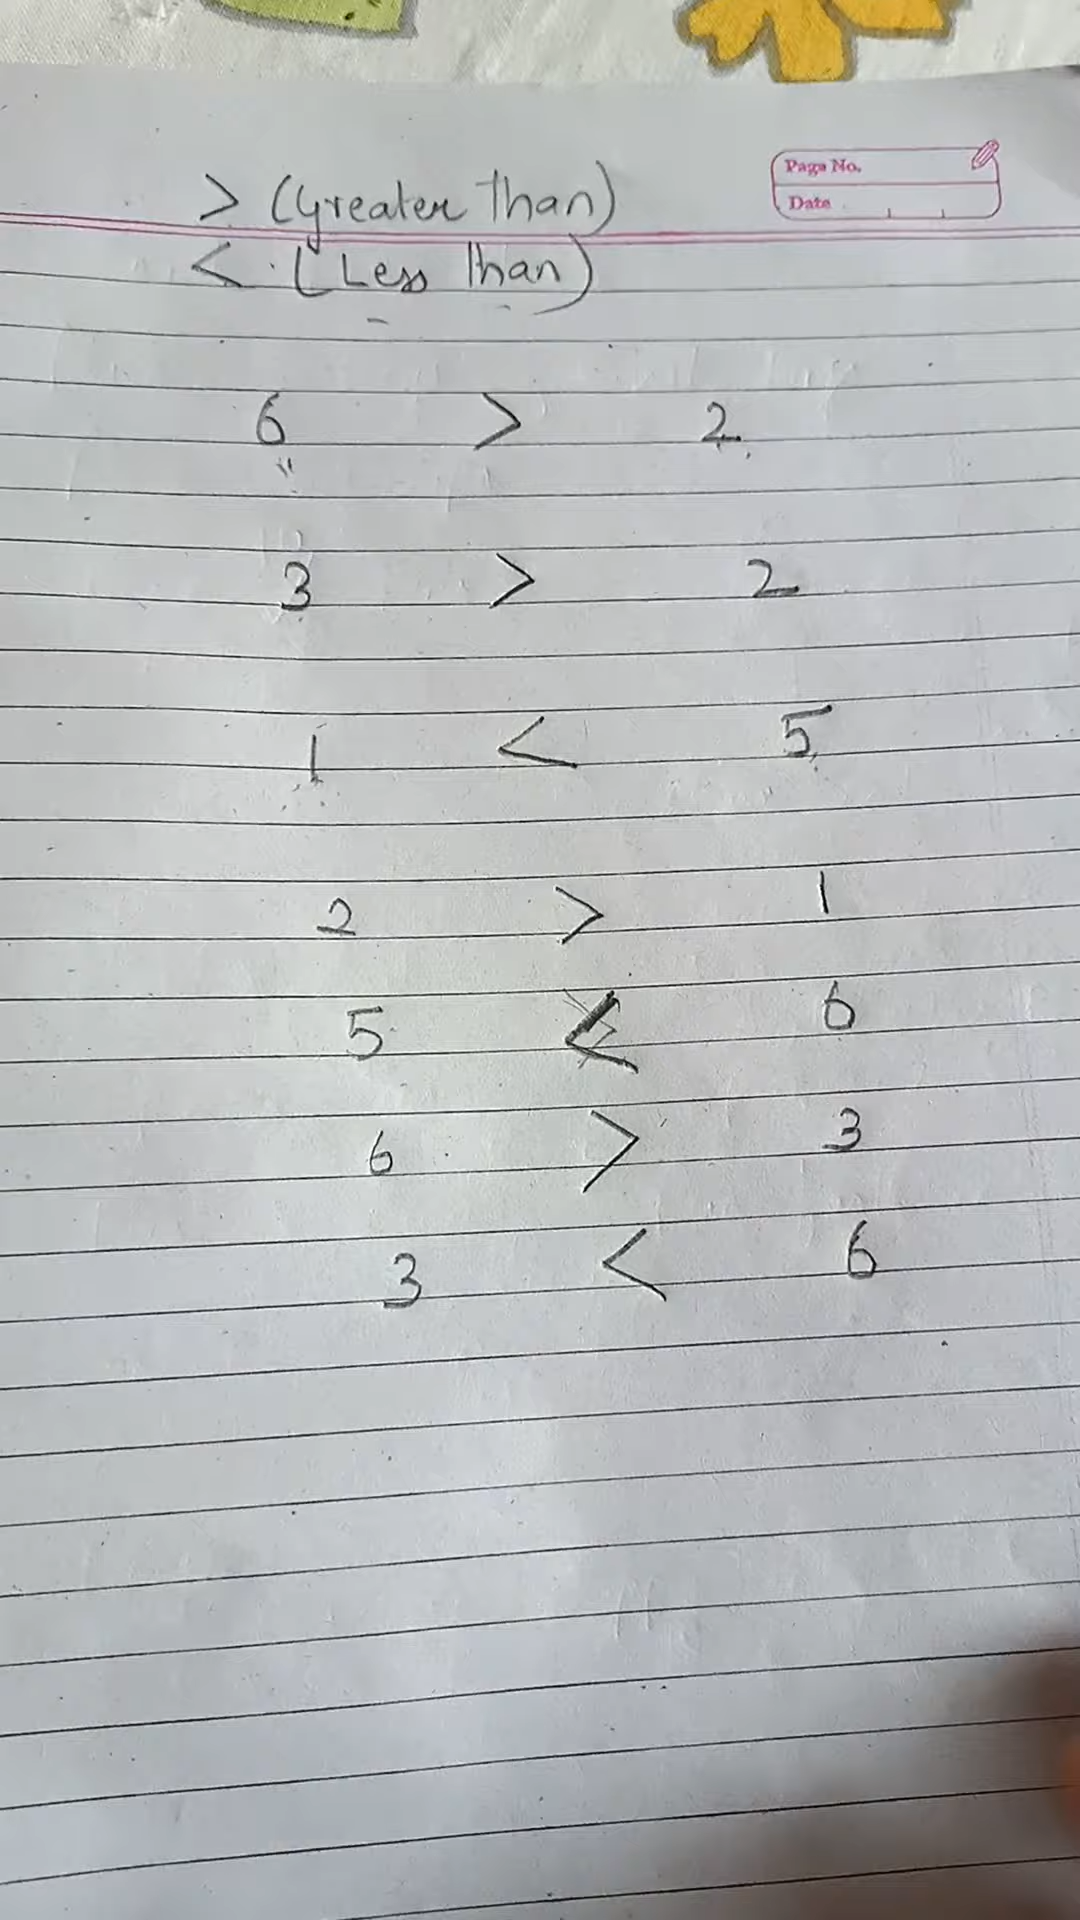 > (Greater than)
Page No.
Date
< (Less than)
6 > 2
3 > 2
1 < 5
2 > 1
5 < 6
6 > 3
3 < 6